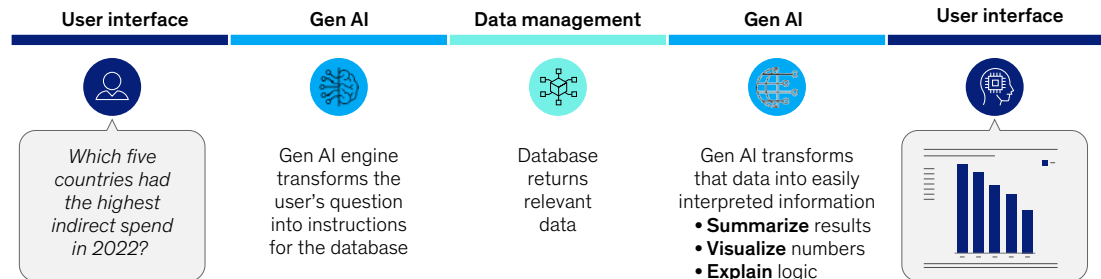 User interface
Gen AI
Data management
Gen AI
User interface
Which five
countries had
the highest
indirect spend
in 2022?
Gen AI engine
transforms the
user's question
into instructions
for the database
Database
returns
relevant
data
Gen AI transforms
that data into easily
interpreted information
• Summarize results
• Visualize numbers
• Explain logic